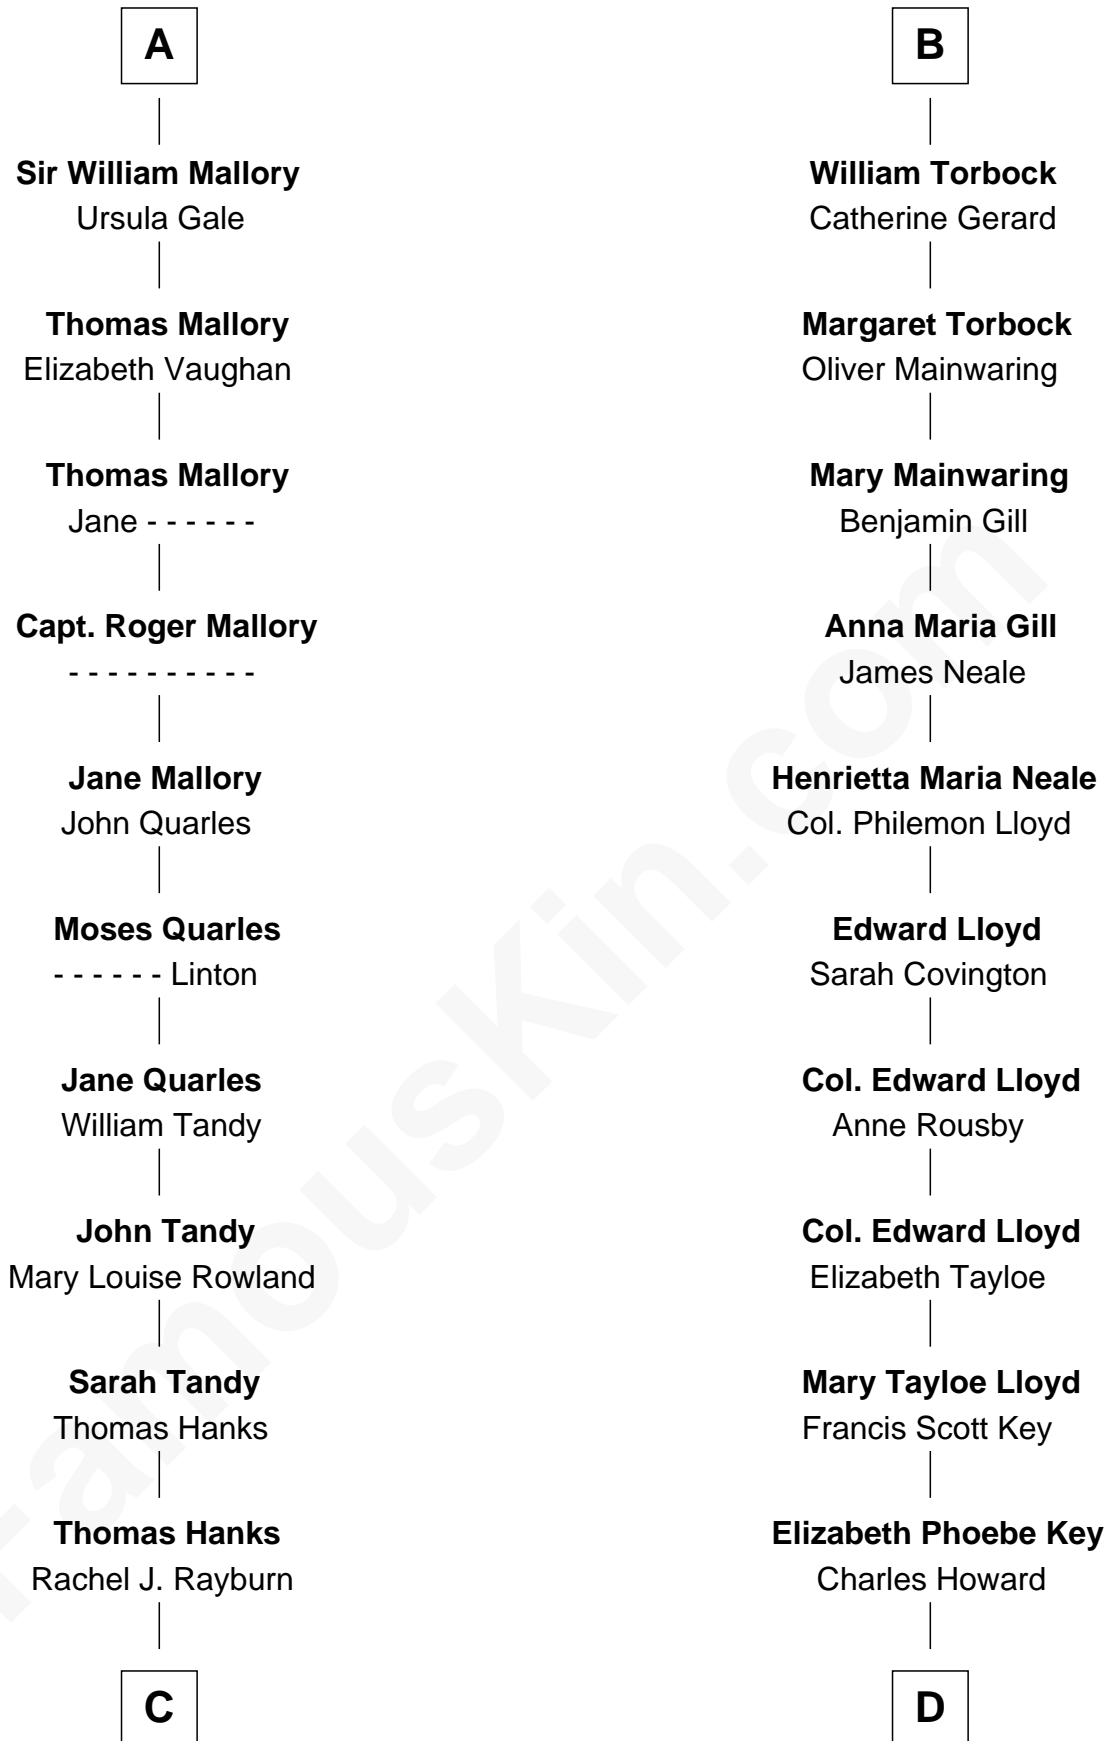 A
Sir William Mallory
Ursula Gale
Thomas Mallory
Elizabeth Vaughan
Thomas Mallory
Jane - - - - - -
Capt. Roger Mallory
- - - - - - - - - -
Jane Mallory
John Quarles
Moses Quarles
- - - - - - Linton
Jane Quarles
William Tandy
John Tandy
Mary Louise Rowland
Sarah Tandy
Thomas Hanks
Thomas Hanks
Rachel J. Rayburn
C
B
William Torbock
Catherine Gerard
Margaret Torbock
Oliver Mainwaring
Mary Mainwaring
Benjamin Gill
Anna Maria Gill
James Neale
Henrietta Maria Neale
Col. Philemon Lloyd
Edward Lloyd
Sarah Covington
Col. Edward Lloyd
Anne Rousby
Col. Edward Lloyd
Elizabeth Tayloe
Mary Tayloe Lloyd
Francis Scott Key
Elizabeth Phoebe Key
Charles Howard
D
FamousKin.com